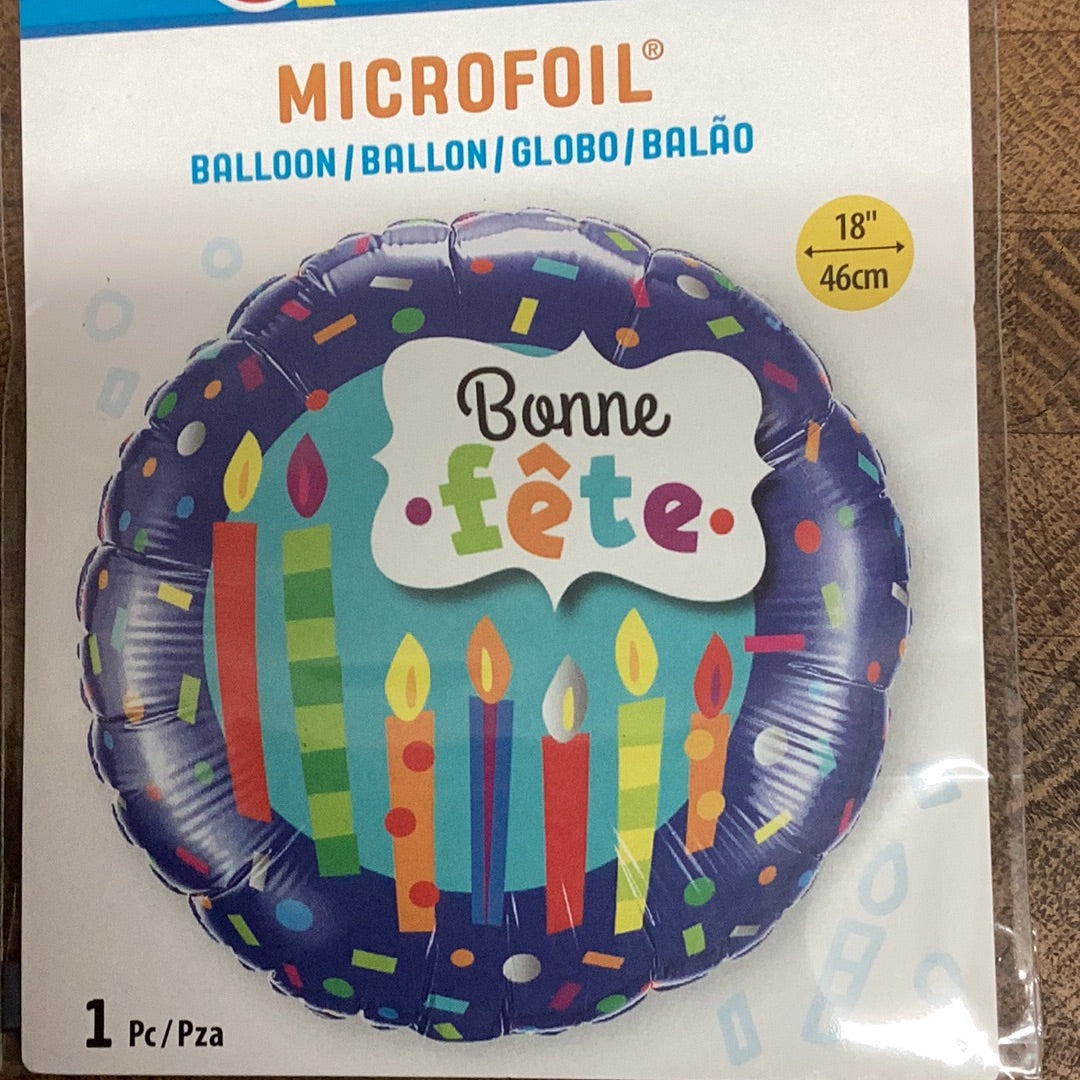 MICROFOIL®
BALLOON/BALLON/GLOBO/BALÃO
18"
46cm
Bonne
fête
1 Pc/Pza